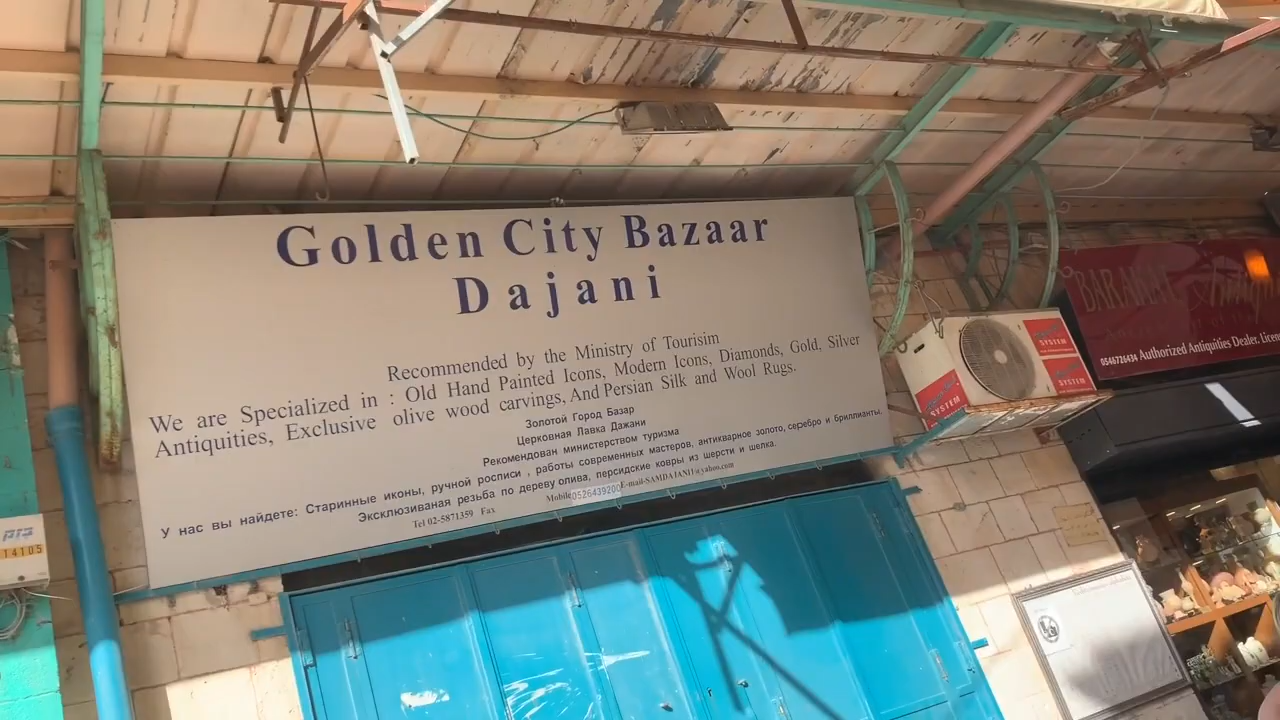 Golden City Bazaar
Dajani
Recommended by the Ministry of Tourisim
We are Specialized in : Old Hand Painted Icons, Modern Icons, Diamonds, Gold, Silver
Antiquities, Exclusive olive wood carvings, And Persian Silk and Wool Rugs.
Золотой Город Базар
Церковная Лавка Дажани
Рекомендован министерством туризма
У нас вы найдете: Старинные иконы, ручной росписи , работы современных мастеров, антикварное золото, серебро и бриллианты.
Эксклюзиваная резьба по дереву олива, персидские ковры из шерсти и шелка.
Tel 02-5871359 Fax Mobile 0526439200 E-mail-SAMDAJANI1@yahoo.com
14105
SYSTEM
SYSTEM
SYSTEM
BARAKAT
0546726434 Authorized Antiquities Dealer.